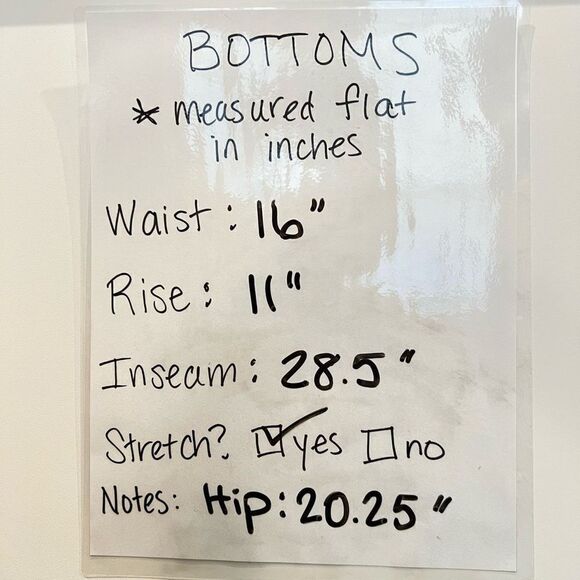 BOTTOMS
* measured flat
in inches
Waist: 16"
Rise: 11"
Inseam: 28.5"
Stretch? ☑ yes ☐ no
Notes: Hip: 20.25"